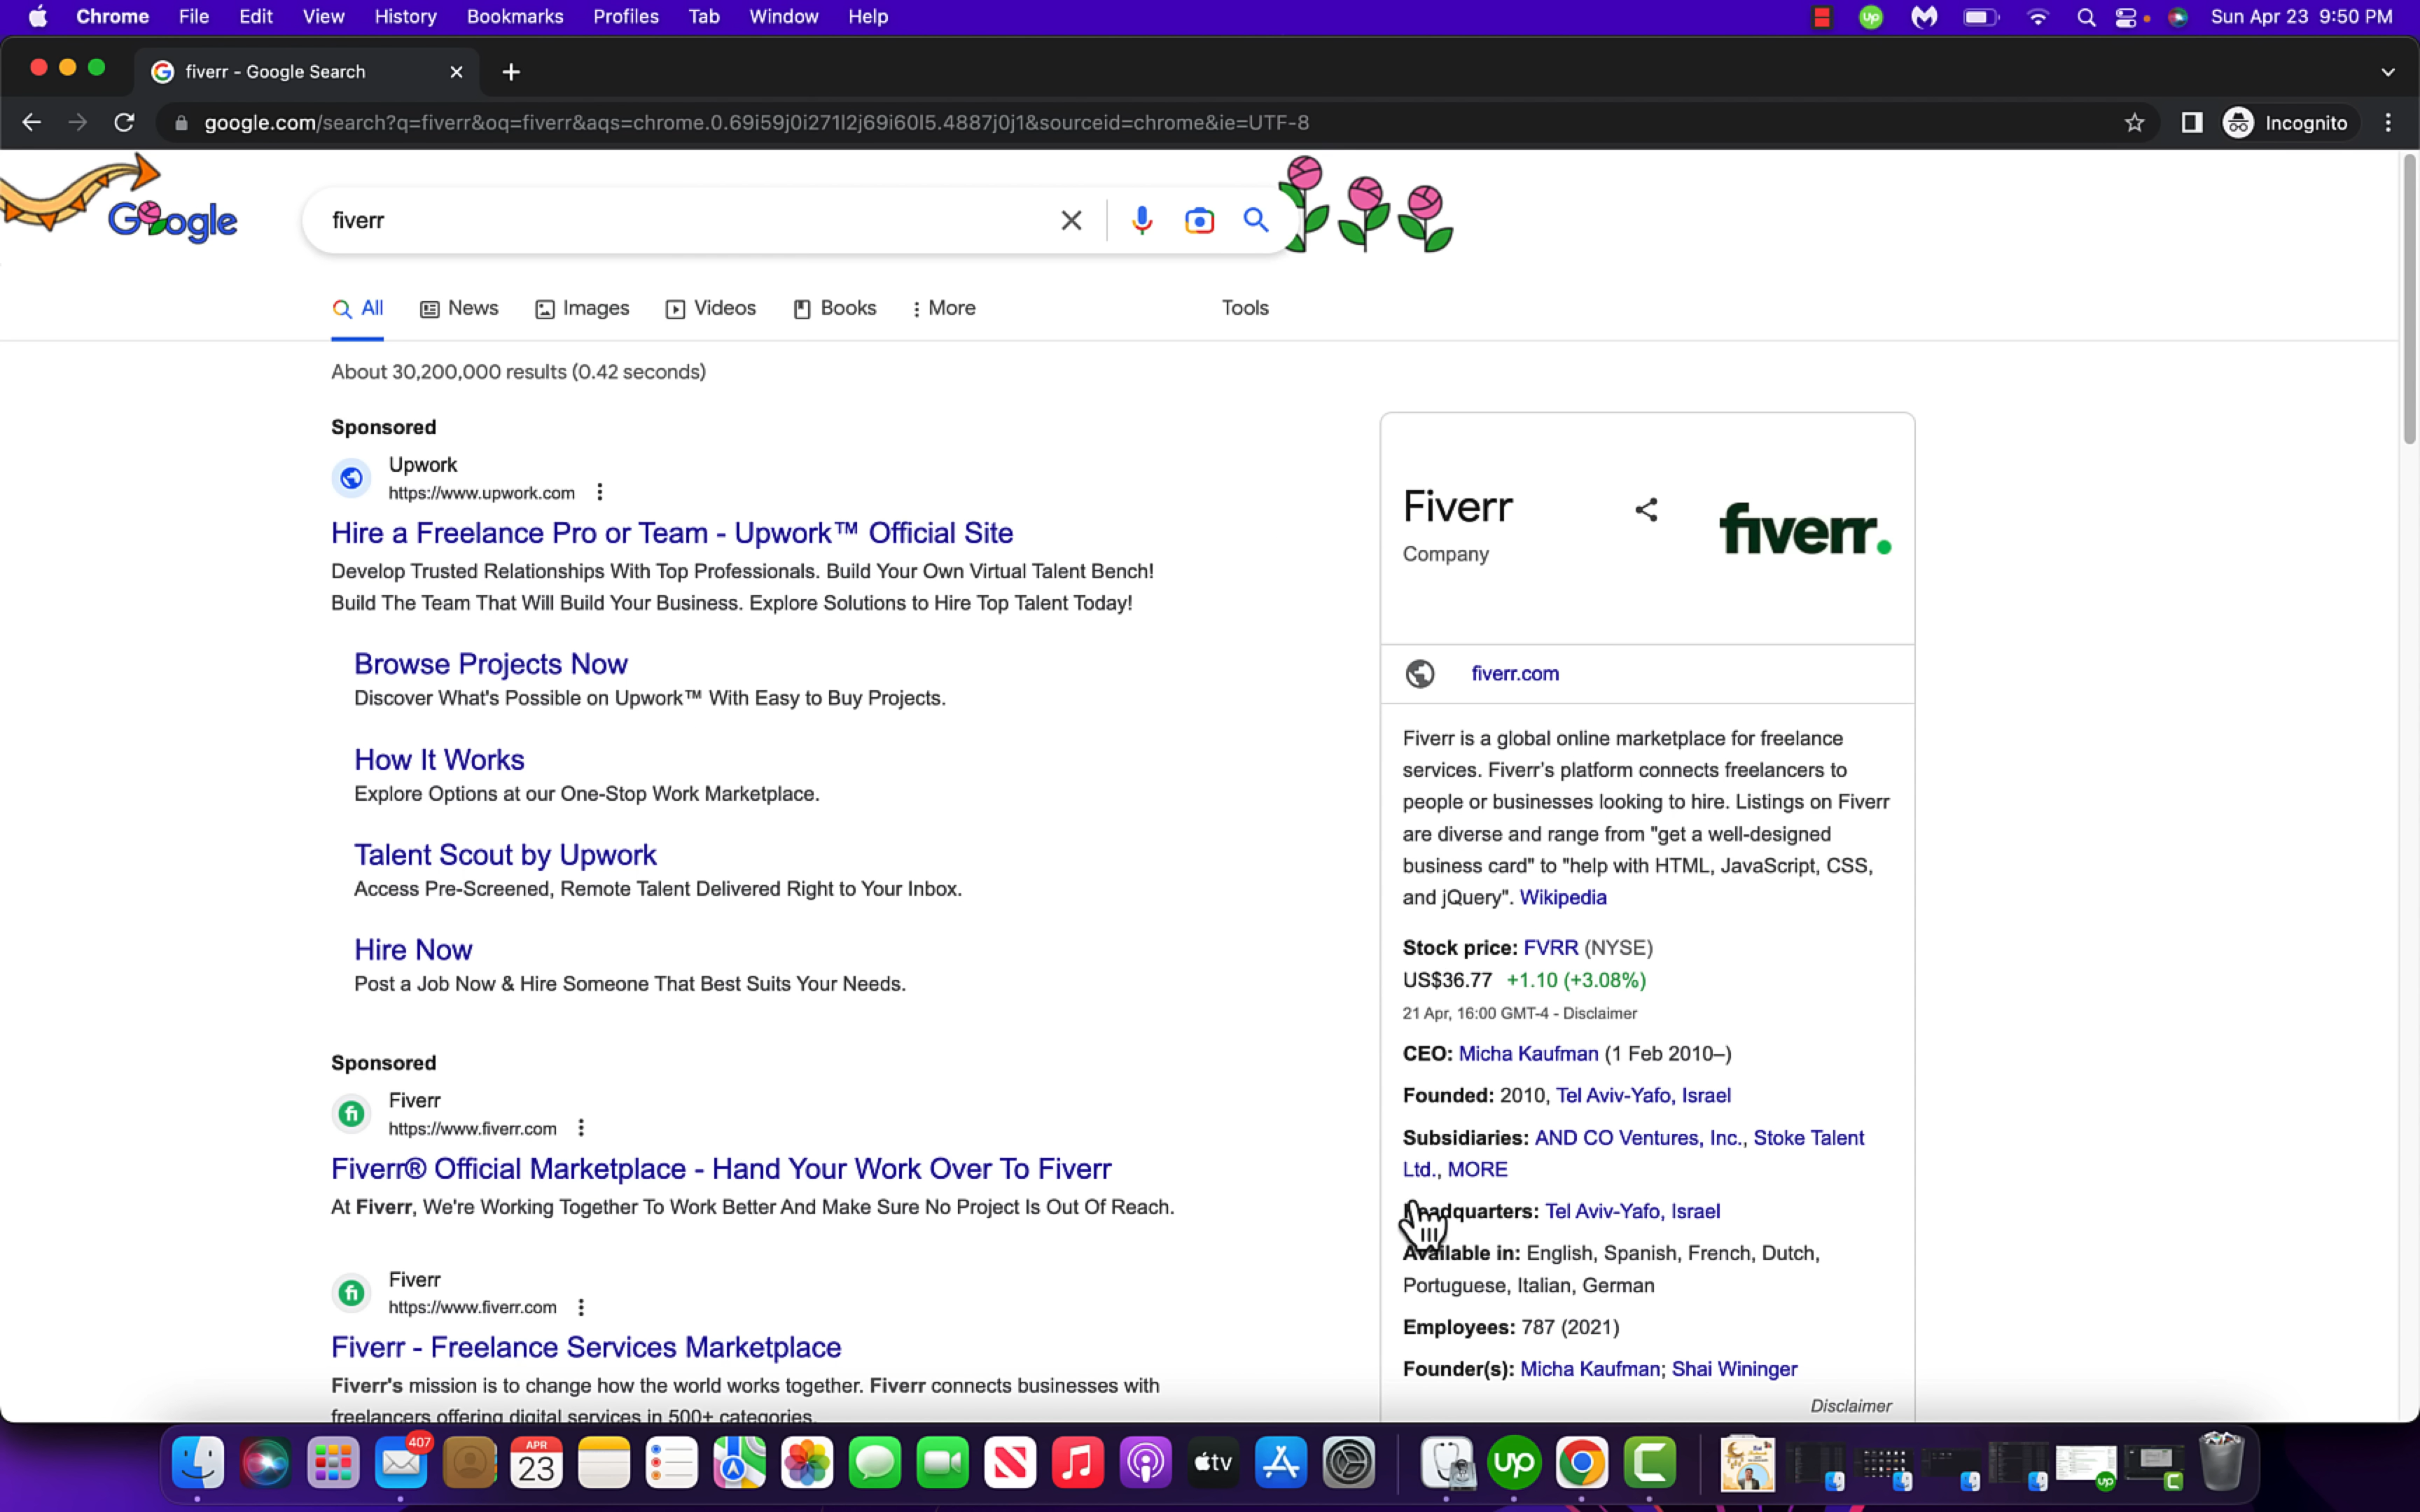 Chrome File Edit View History Bookmarks Profiles Tab Window Help
Sun Apr 23 9:50 PM
fiverr - Google Search
google.com/search?q=fiverr&oq=fiverr&aqs=chrome.0.69i59j0i271l2j69i60l5.4887j0j1&sourceid=chrome&ie=UTF-8
Incognito
Google
fiverr
All News Images Videos Books More Tools
About 30,200,000 results (0.42 seconds)
Sponsored
Upwork
https://www.upwork.com
Hire a Freelance Pro or Team - Upwork™ Official Site
Develop Trusted Relationships With Top Professionals. Build Your Own Virtual Talent Bench!
Build The Team That Will Build Your Business. Explore Solutions to Hire Top Talent Today!
Browse Projects Now
Discover What's Possible on Upwork™ With Easy to Buy Projects.
How It Works
Explore Options at our One-Stop Work Marketplace.
Talent Scout by Upwork
Access Pre-Screened, Remote Talent Delivered Right to Your Inbox.
Hire Now
Post a Job Now & Hire Someone That Best Suits Your Needs.
Sponsored
Fiverr
https://www.fiverr.com
Fiverr® Official Marketplace - Hand Your Work Over To Fiverr
At Fiverr, We're Working Together To Work Better And Make Sure No Project Is Out Of Reach.
Fiverr
https://www.fiverr.com
Fiverr - Freelance Services Marketplace
Fiverr's mission is to change how the world works together. Fiverr connects businesses with
freelancers offering digital services in 500+ categories.
Fiverr
Company
fiverr.
fiverr.com
Fiverr is a global online marketplace for freelance
services. Fiverr's platform connects freelancers to
people or businesses looking to hire. Listings on Fiverr
are diverse and range from "get a well-designed
business card" to "help with HTML, JavaScript, CSS,
and jQuery". Wikipedia
Stock price: FVRR (NYSE)
US$36.77 +1.10 (+3.08%)
21 Apr, 16:00 GMT-4 - Disclaimer
CEO: Micha Kaufman (1 Feb 2010–)
Founded: 2010, Tel Aviv-Yafo, Israel
Subsidiaries: AND CO Ventures, Inc., Stoke Talent
Ltd., MORE
Headquarters: Tel Aviv-Yafo, Israel
Available in: English, Spanish, French, Dutch,
Portuguese, Italian, German
Employees: 787 (2021)
Founder(s): Micha Kaufman; Shai Wininger
Disclaimer
407
APR
23
tv
up